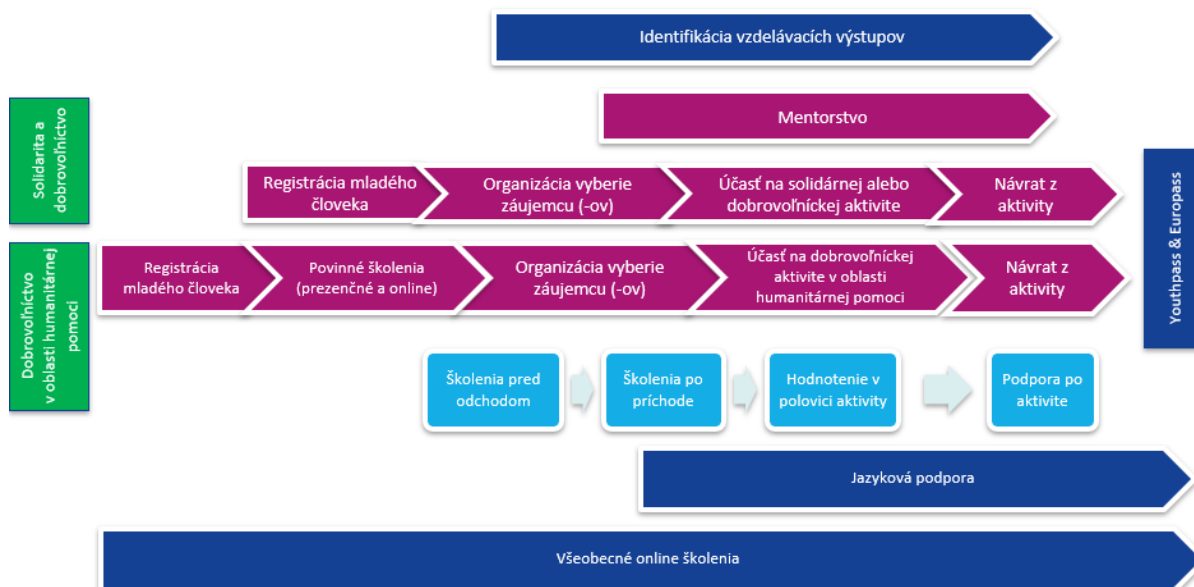 Identifikácia vzdelávacích výstupov
Mentorstvo
Solidarita a
dobrovoľníctvo
Registrácia mladého
človeka
Organizácia vyberie
záujemcu (-ov)
Účasť na solidárnej alebo
dobrovoľníckej aktivite
Návrat z
aktivity
Youthpass & Europass
Dobrovoľníctvo
v oblasti humanitárnej
pomoci
Registrácia
mladého človeka
Povinné školenia
(prezenčné a online)
Organizácia vyberie
záujemcu (-ov)
Účasť na dobrovoľníckej
aktivite v oblasti
humanitárnej pomoci
Návrat z
aktivity
Školenia pred
odchodom
Školenia po
príchode
Hodnotenie v
polovici aktivity
Podpora po
aktivite
Jazyková podpora
Všeobecné online školenia